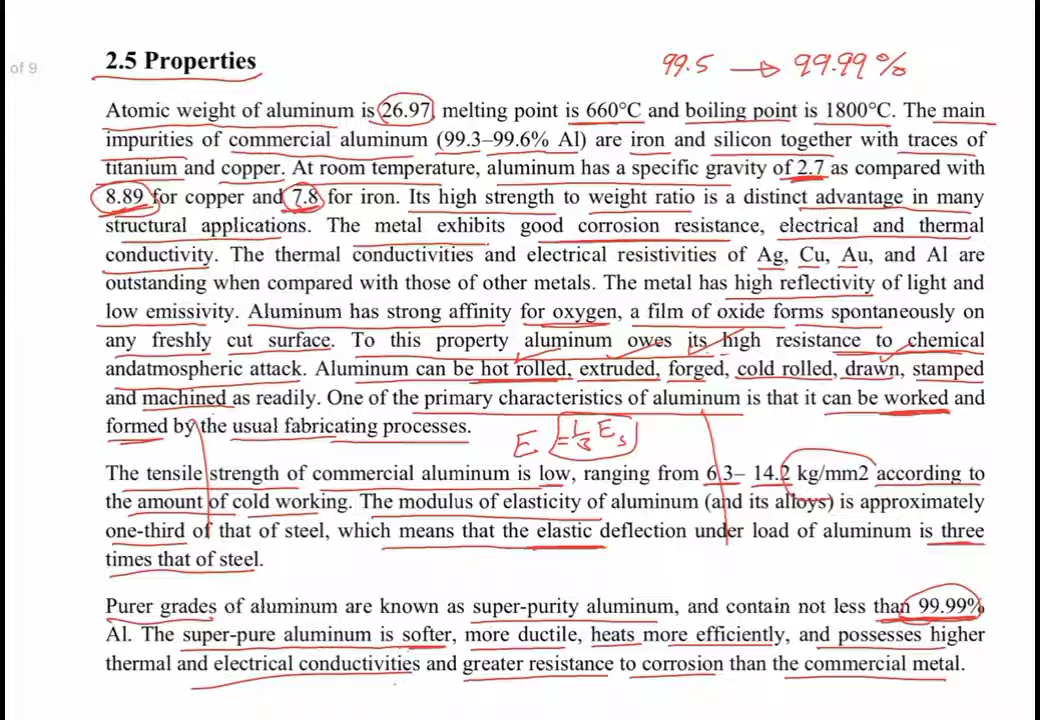 2.5 Properties
99.5 → 99.99%
of 9
Atomic weight of aluminum is 26.97, melting point is 660°C and boiling point is 1800°C. The main
impurities of commercial aluminum (99.3–99.6% Al) are iron and silicon together with traces of
titanium and copper. At room temperature, aluminum has a specific gravity of 2.7 as compared with
8.89 for copper and 7.8 for iron. Its high strength to weight ratio is a distinct advantage in many
structural applications. The metal exhibits good corrosion resistance, electrical and thermal
conductivity. The thermal conductivities and electrical resistivities of Ag, Cu, Au, and Al are
outstanding when compared with those of other metals. The metal has high reflectivity of light and
low emissivity. Aluminum has strong affinity for oxygen, a film of oxide forms spontaneously on
any freshly cut surface. To this property aluminum owes its high resistance to chemical
andatmospheric attack. Aluminum can be hot rolled, extruded, forged, cold rolled, drawn, stamped
and machined as readily. One of the primary characteristics of aluminum is that it can be worked and
formed by the usual fabricating processes.
E = 1/3 Es
The tensile strength of commercial aluminum is low, ranging from 6.3– 14.2 kg/mm2 according to
the amount of cold working. The modulus of elasticity of aluminum (and its alloys) is approximately
one-third of that of steel, which means that the elastic deflection under load of aluminum is three
times that of steel.
Purer grades of aluminum are known as super-purity aluminum, and contain not less than 99.99%
Al. The super-pure aluminum is softer, more ductile, heats more efficiently, and possesses higher
thermal and electrical conductivities and greater resistance to corrosion than the commercial metal.